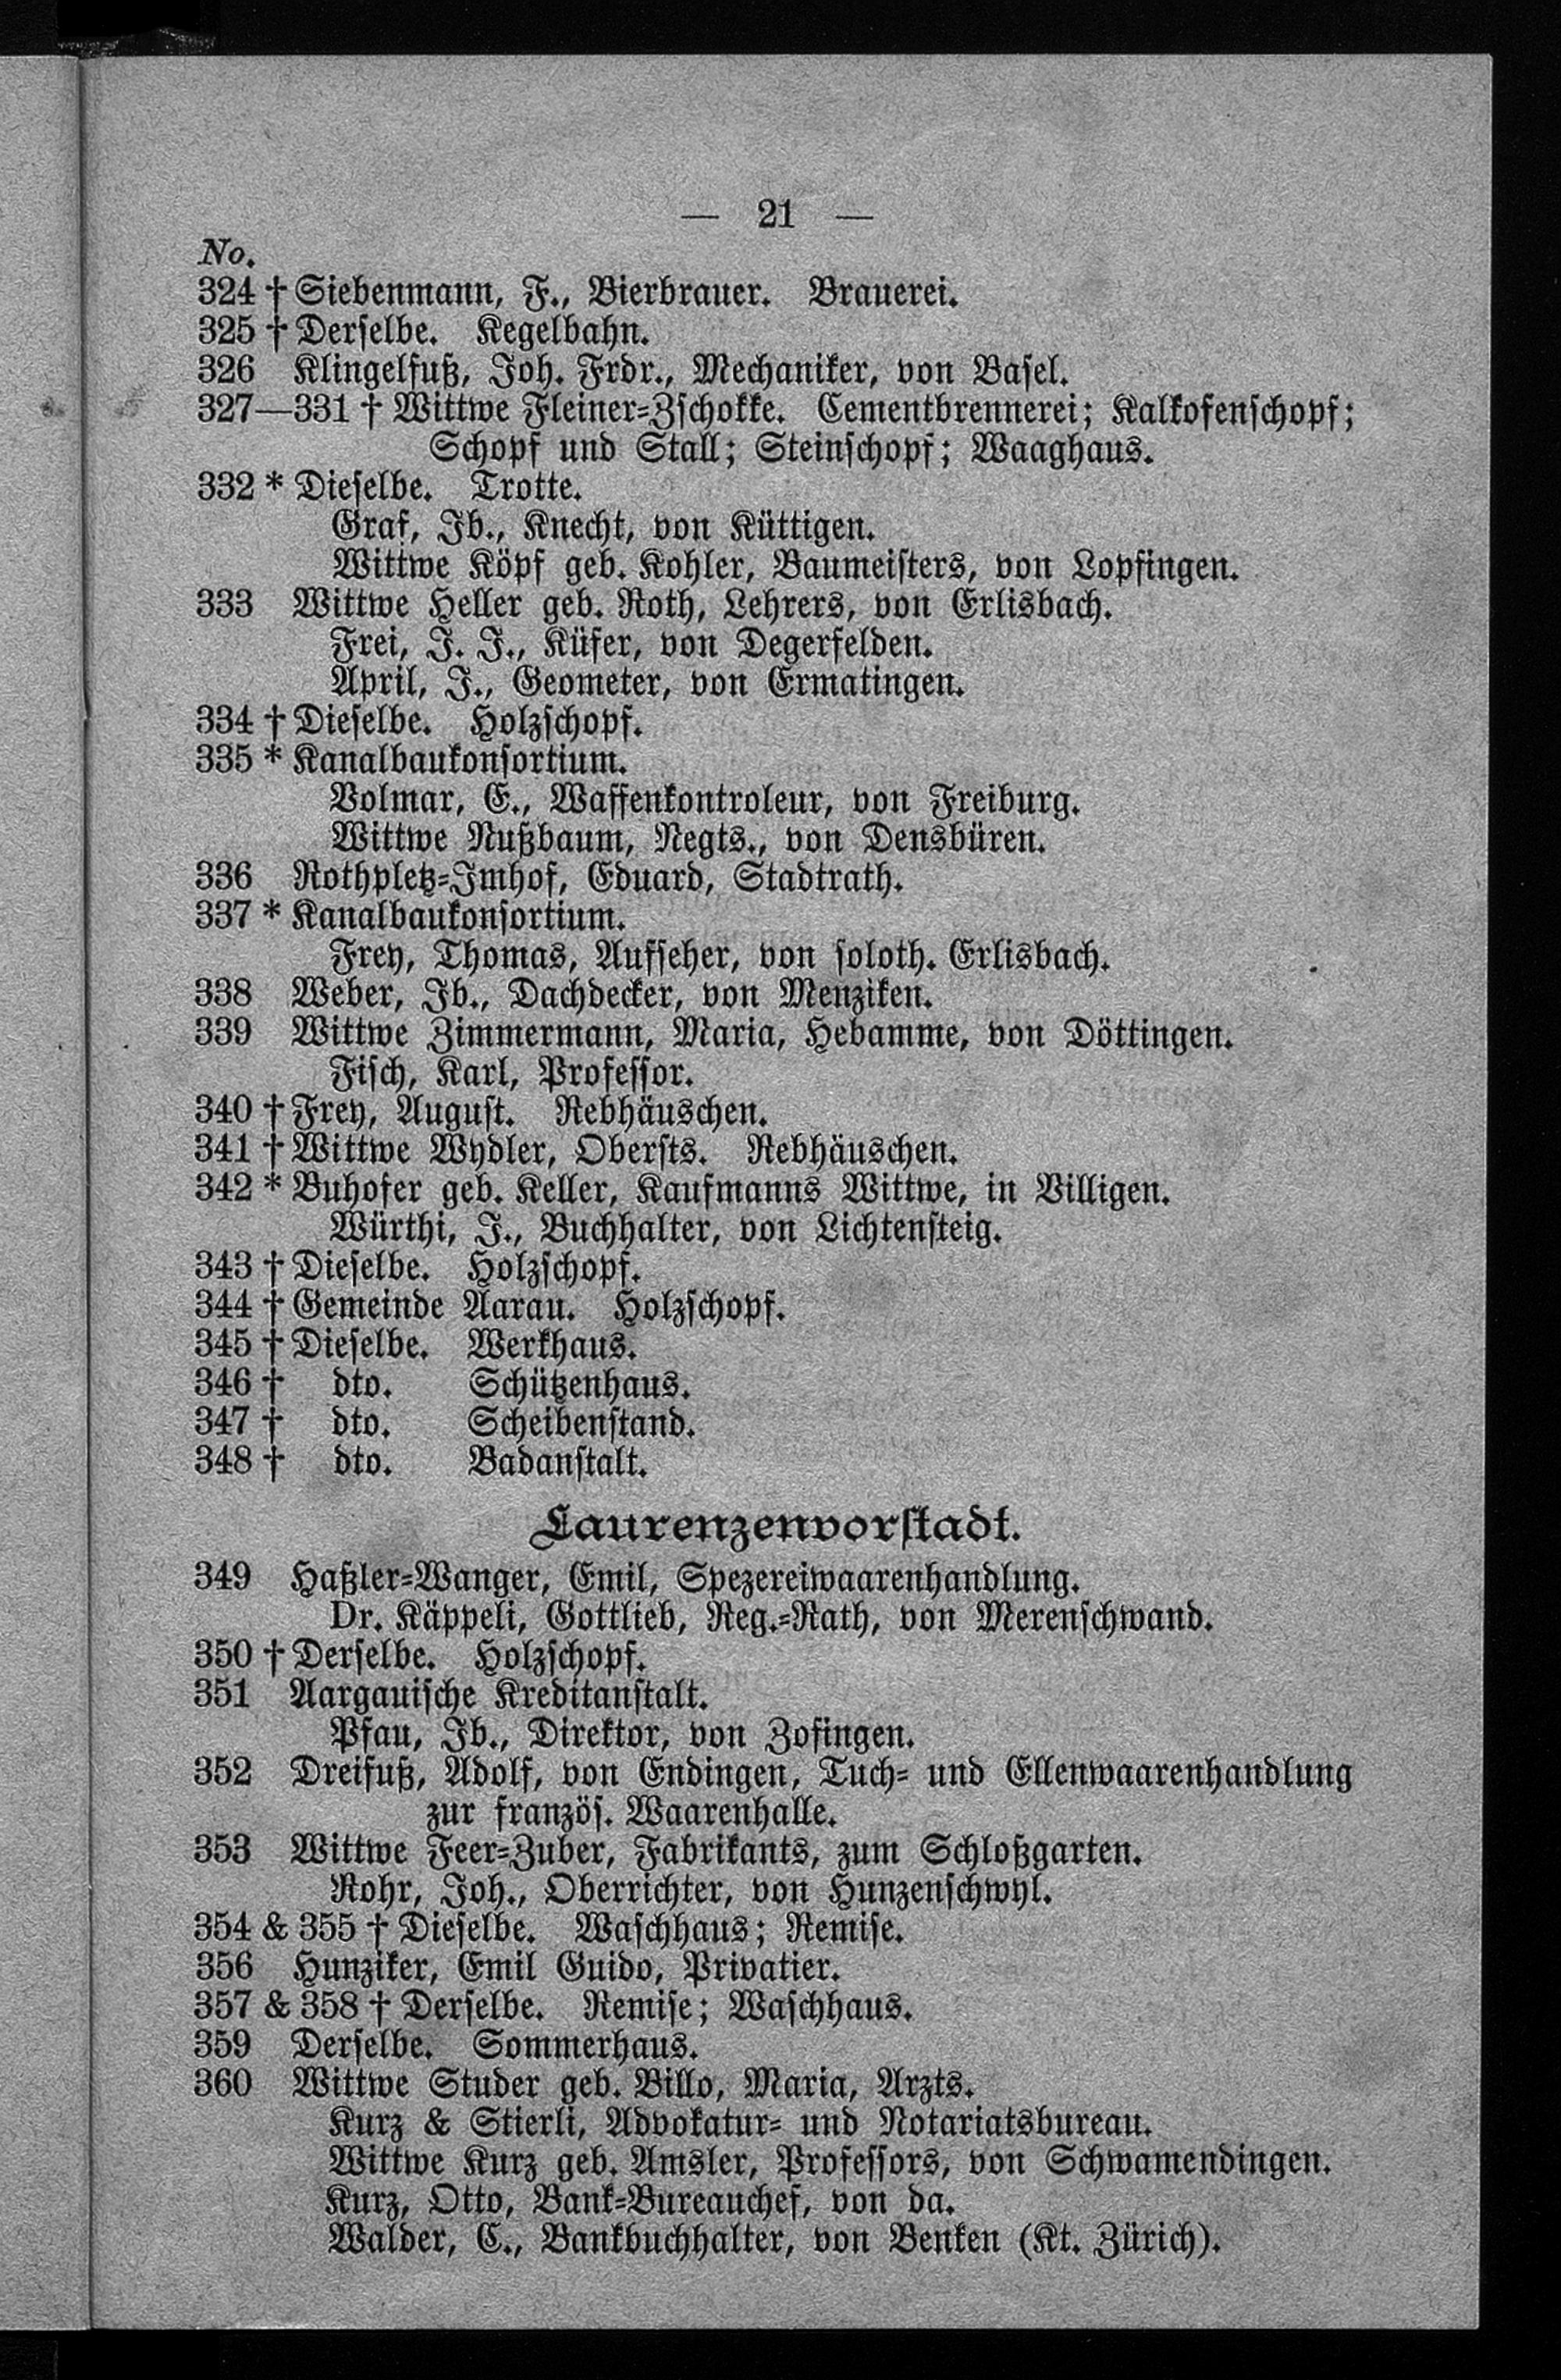 — 21 —
No.
324 † Siebenmann, F., Bierbrauer. Brauerei.
325 † Derselbe. Kegelbahn.
326 Klingelfuß, Joh. Frdr., Mechaniker, von Basel.
327—331 † Wittwe Fleiner-Zschokke. Cementbrennerei; Kalkofenschopf;
Schopf und Stall; Steinschopf; Waaghaus.
332 * Dieselbe. Trotte.
Graf, Jb., Knecht, von Küttigen.
Wittwe Köpf geb. Kohler, Baumeisters, von Lopfingen.
333 Wittwe Heller geb. Roth, Lehrers, von Erlisbach.
Frei, J. J., Küfer, von Degerfelden.
April, J., Geometer, von Ermatingen.
334 † Dieselbe. Holzschopf.
335 * Kanalbaukonsortium.
Volmar, E., Waffenkontroleur, von Freiburg.
Wittwe Nußbaum, Negts., von Densbüren.
336 Rothpletz-Imhof, Eduard, Stadtrath.
337 * Kanalbaukonsortium.
Frey, Thomas, Aufseher, von soloth. Erlisbach.
338 Weber, Jb., Dachdecker, von Menziken.
339 Wittwe Zimmermann, Maria, Hebamme, von Döttingen.
Fisch, Karl, Professor.
340 † Frey, August. Rebhäuschen.
341 † Wittwe Wydler, Obersts. Rebhäuschen.
342 * Buhofer geb. Keller, Kaufmanns Wittwe, in Villigen.
Würthi, J., Buchhalter, von Lichtensteig.
343 † Dieselbe. Holzschopf.
344 † Gemeinde Aarau. Holzschopf.
345 † Dieselbe. Werkhaus.
346 † dto. Schützenhaus.
347 † dto. Scheibenstand.
348 † dto. Badanstalt.
Laurenzenvorstadt.
349 Haßler-Wanger, Emil, Spezereiwaarenhandlung.
Dr. Käppeli, Gottlieb, Reg.-Rath, von Merenschwand.
350 † Derselbe. Holzschopf.
351 Aargauische Kreditanstalt.
Pfau, Jb., Direktor, von Zofingen.
352 Dreifuß, Adolf, von Endingen, Tuch- und Ellenwaarenhandlung
zur französ. Waarenhalle.
353 Wittwe Feer-Zuber, Fabrikants, zum Schloßgarten.
Rohr, Joh., Oberrichter, von Hunzenschwyl.
354 & 355 † Dieselbe. Waschhaus; Remise.
356 Hunziker, Emil Guido, Privatier.
357 & 358 † Derselbe. Remise; Waschhaus.
359 Derselbe. Sommerhaus.
360 Wittwe Studer geb. Billo, Maria, Arzts.
Kurz & Stierli, Advokatur- und Notariatsbureau.
Wittwe Kurz geb. Amsler, Professors, von Schwamendingen.
Kurz, Otto, Bank-Bureauchef, von da.
Walder, C., Bankbuchhalter, von Benken (Kt. Zürich).